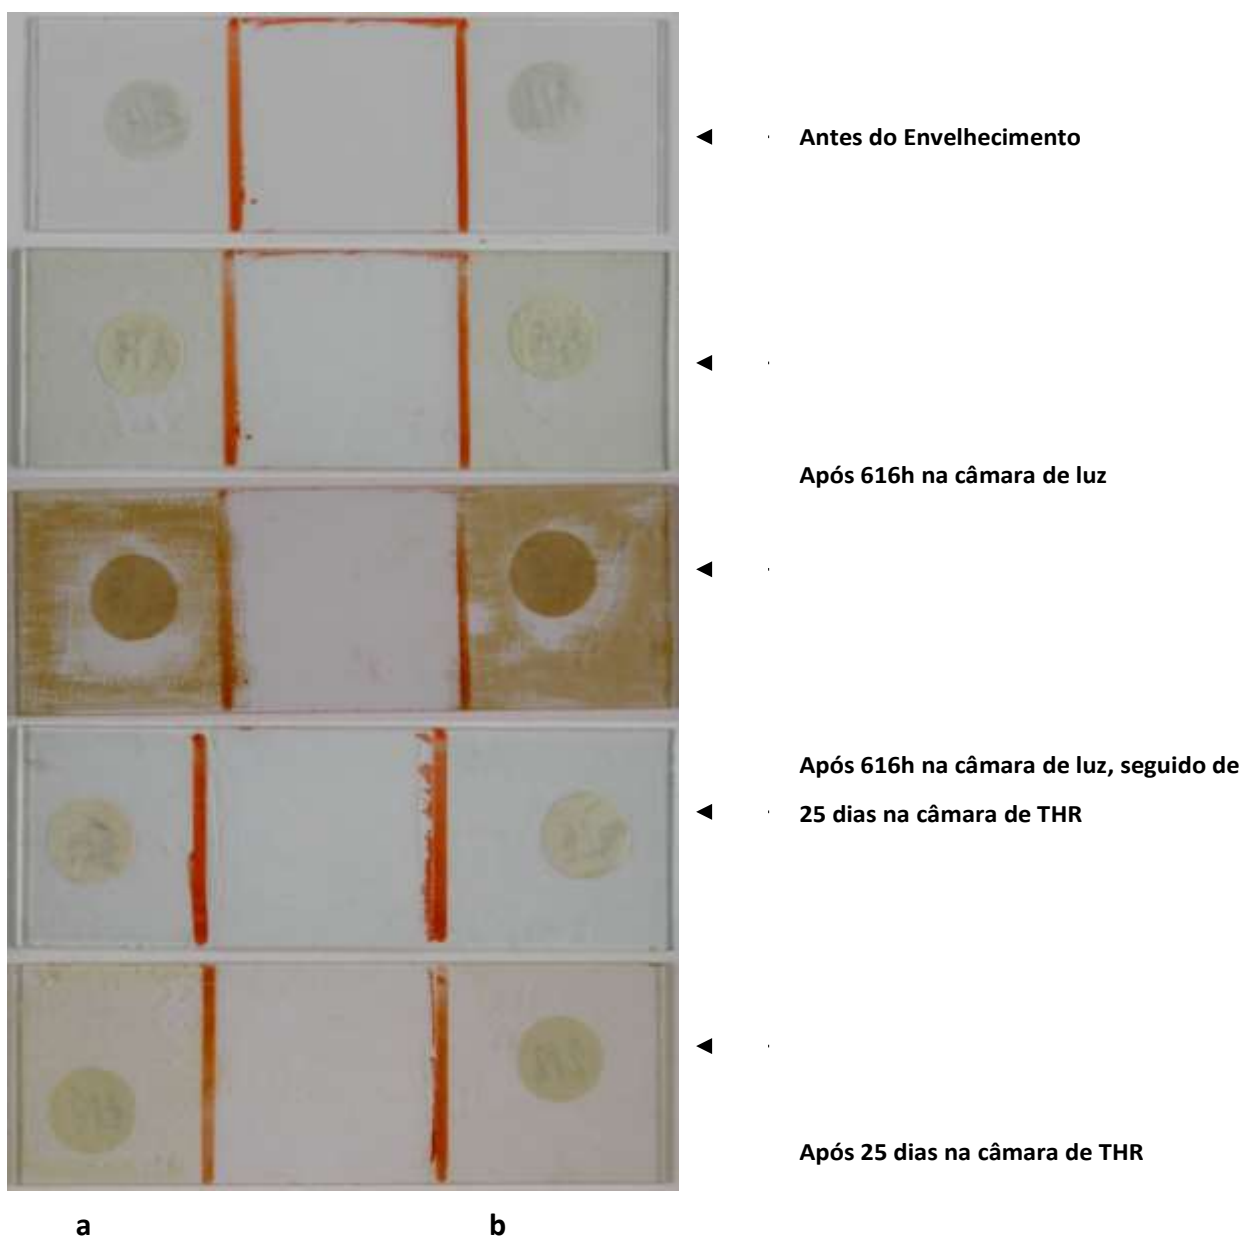 Antes do Envelhecimento
Após 616h na câmara de luz
Após 616h na câmara de luz, seguido de
25 dias na câmara de THR
Após 25 dias na câmara de THR
a
b